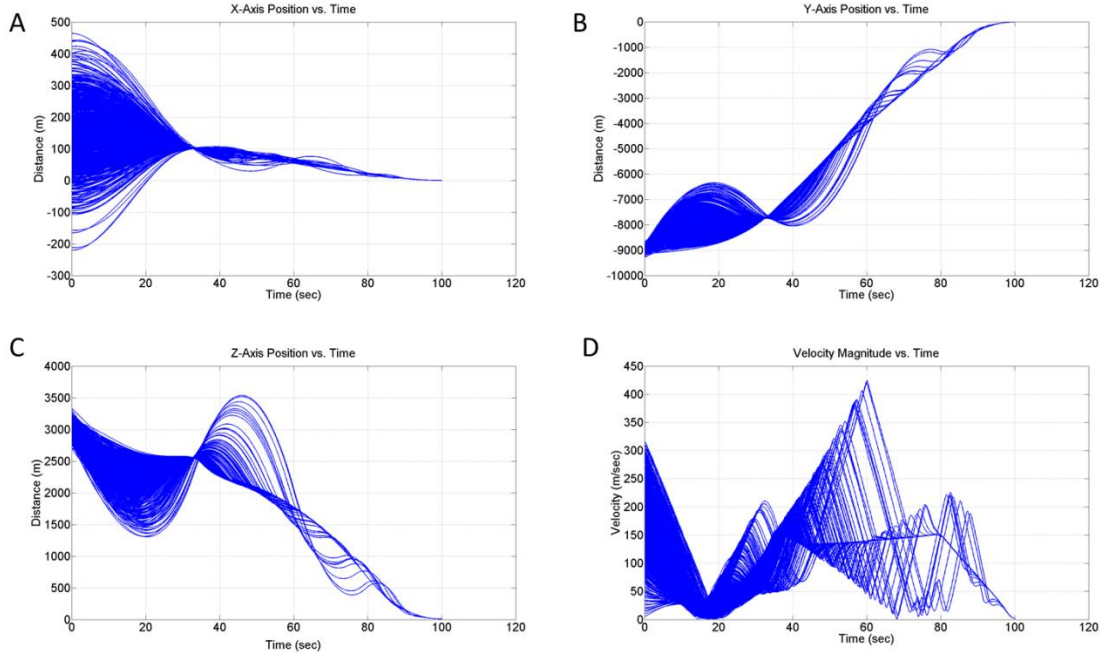 A
X-Axis Position vs. Time
Distance (m)
500
400
300
200
100
0
-100
-200
-300
0 20 40 60 80 100 120
Time (sec)
B
Y-Axis Position vs. Time
Distance (m)
0
-1000
-2000
-3000
-4000
-5000
-6000
-7000
-8000
-9000
-10000
0 20 40 60 80 100 120
Time (sec)
C
Z-Axis Position vs. Time
Distance (m)
4000
3500
3000
2500
2000
1500
1000
500
0
0 20 40 60 80 100 120
Time (sec)
D
Velocity Magnitude vs. Time
Velocity (m/sec)
450
400
350
300
250
200
150
100
50
0
0 20 40 60 80 100 120
Time (sec)